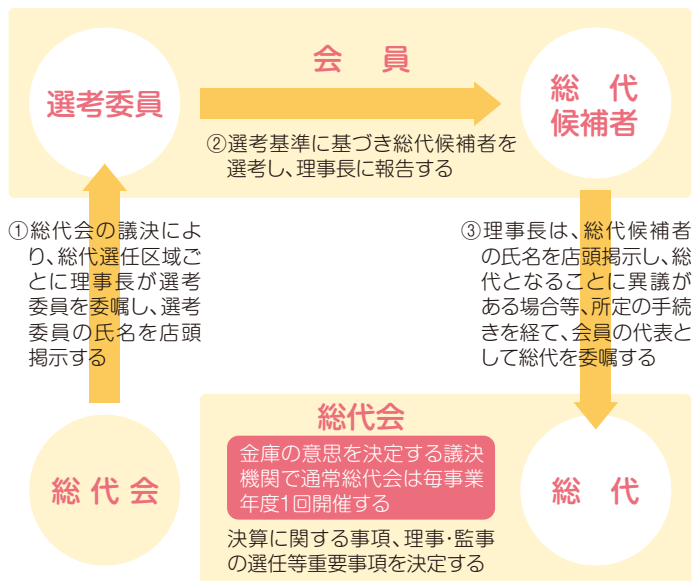 会　員
選考委員
総　代
候補者
②選考基準に基づき総代候補者を
選考し、理事長に報告する
①総代会の議決によ
り、総代選任区域ご
とに理事長が選考
委員を委嘱し、選考
委員の氏名を店頭
掲示する
③理事長は、総代候補者
の氏名を店頭掲示し、総
代となることに異議が
ある場合等、所定の手続
きを経て、会員の代表と
して総代を委嘱する
総代会
総代会
金庫の意思を決定する議決
機関で通常総代会は毎事業
年度1回開催する
決算に関する事項、理事・監事
の選任等重要事項を決定する
総　代